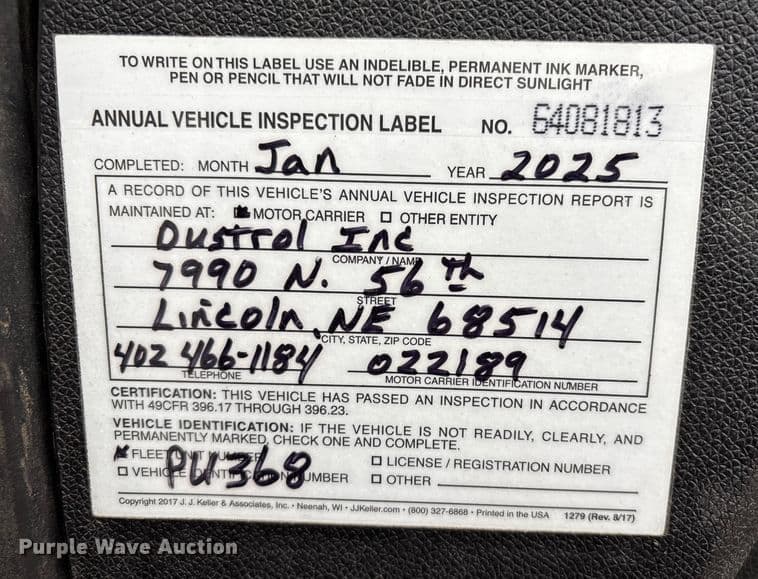 TO WRITE ON THIS LABEL USE AN INDELIBLE, PERMANENT INK MARKER,
PEN OR PENCIL THAT WILL NOT FADE IN DIRECT SUNLIGHT
ANNUAL VEHICLE INSPECTION LABEL NO. 64081813
COMPLETED: MONTH Jan YEAR 2025
A RECORD OF THIS VEHICLE'S ANNUAL VEHICLE INSPECTION REPORT IS
MAINTAINED AT: MOTOR CARRIER ☐ OTHER ENTITY
Dustrol Inc
COMPANY / NAME
7990 N. 56th
STREET
Lincoln, NE 68514
CITY, STATE, ZIP CODE
402 466-1184 022189
TELEPHONE MOTOR CARRIER IDENTIFICATION NUMBER
CERTIFICATION: THIS VEHICLE HAS PASSED AN INSPECTION IN ACCORDANCE
WITH 49CFR 396.17 THROUGH 396.23.
VEHICLE IDENTIFICATION: IF THE VEHICLE IS NOT READILY, CLEARLY, AND
PERMANENTLY MARKED, CHECK ONE AND COMPLETE.
FLEET UNIT NUMBER ☐ LICENSE / REGISTRATION NUMBER
PU368
☐ VEHICLE IDENTIFICATION NUMBER ☐ OTHER
Copyright 2017 J. J. Keller & Associates, Inc. • Neenah, WI • JJKeller.com • (800) 327-6868 • Printed in the USA 1279 (Rev. 8/17)
Purple Wave Auction